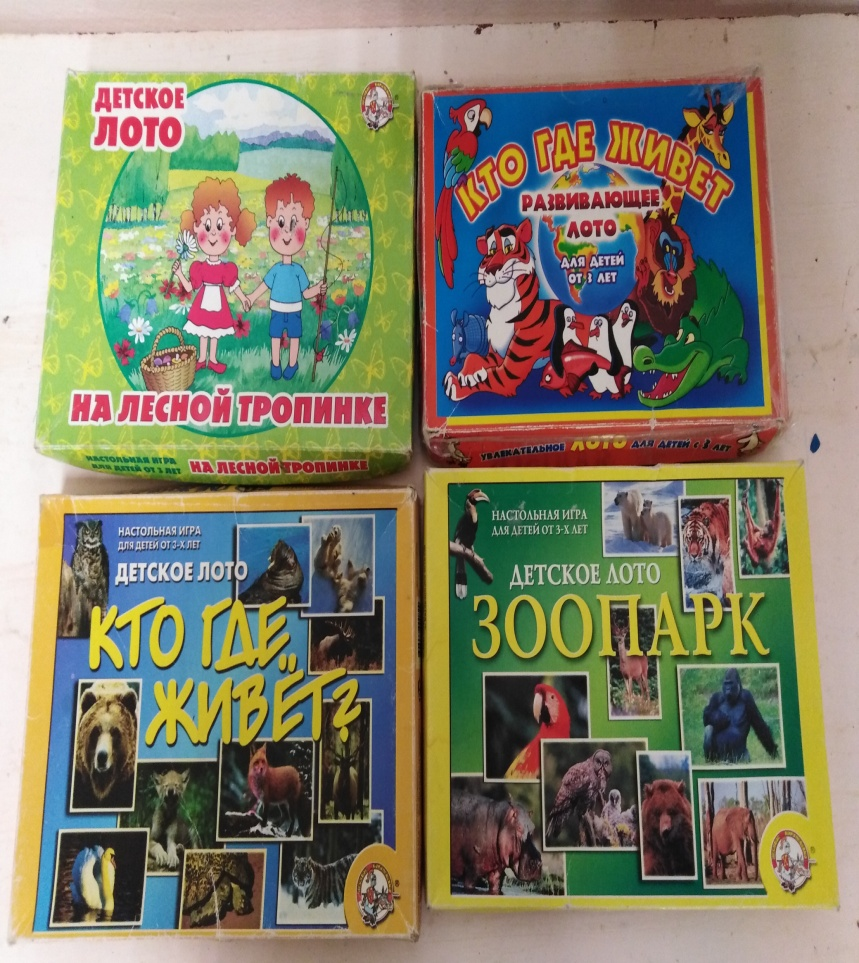 ДЕТСКОЕ
ЛОТО
НА ЛЕСНОЙ ТРОПИНКЕ
НАСТОЛЬНАЯ ИГРА
ДЛЯ ДЕТЕЙ ОТ 3 ЛЕТ
НА ЛЕСНОЙ ТРОПИНКЕ
КТО ГДЕ ЖИВЕТ
РАЗВИВАЮЩЕЕ
ЛОТО
ДЛЯ ДЕТЕЙ
ОТ 3 ЛЕТ
УВЛЕКАТЕЛЬНОЕ ЛОТО ДЛЯ ДЕТЕЙ С 3 ЛЕТ
НАСТОЛЬНАЯ ИГРА
ДЛЯ ДЕТЕЙ ОТ 3-Х ЛЕТ
ДЕТСКОЕ ЛОТО
КТО ГДЕ
ЖИВЁТ?
НАСТОЛЬНАЯ ИГРА
ДЛЯ ДЕТЕЙ ОТ 3-Х ЛЕТ
ДЕТСКОЕ ЛОТО
ЗООПАРК